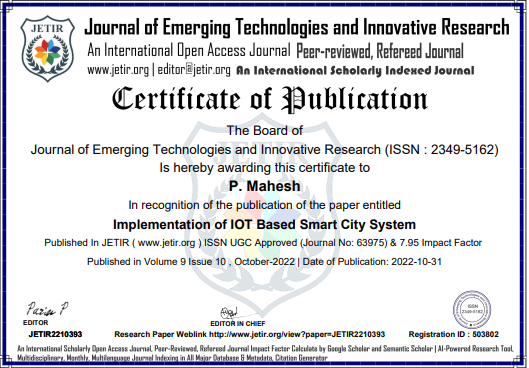 JETIR
Journal of Emerging Technologies and Innovative Research
An International Open Access Journal Peer-reviewed, Refereed Journal
www.jetir.org | editor@jetir.org An International Scholarly Indexed Journal
Certificate of Publication
The Board of
Journal of Emerging Technologies and Innovative Research (ISSN : 2349-5162)
Is hereby awarding this certificate to
P. Mahesh
In recognition of the publication of the paper entitled
Implementation of IOT Based Smart City System
Published In JETIR ( www.jetir.org ) ISSN UGC Approved (Journal No: 63975) & 7.95 Impact Factor
Published in Volume 9 Issue 10 , October-2022 | Date of Publication: 2022-10-31
JETIR
ISSN
2349-5162
EDITOR
EDITOR IN CHIEF
JETIR2210393 Research Paper Weblink http://www.jetir.org/view?paper=JETIR2210393 Registration ID : 503802
An International Scholarly Open Access Journal, Peer-Reviewed, Refereed Journal Impact Factor Calculate by Google Scholar and Semantic Scholar | AI-Powered Research Tool,
Multidisciplinary, Monthly, Multilanguage Journal Indexing in All Major Database & Metadata, Citation Generator